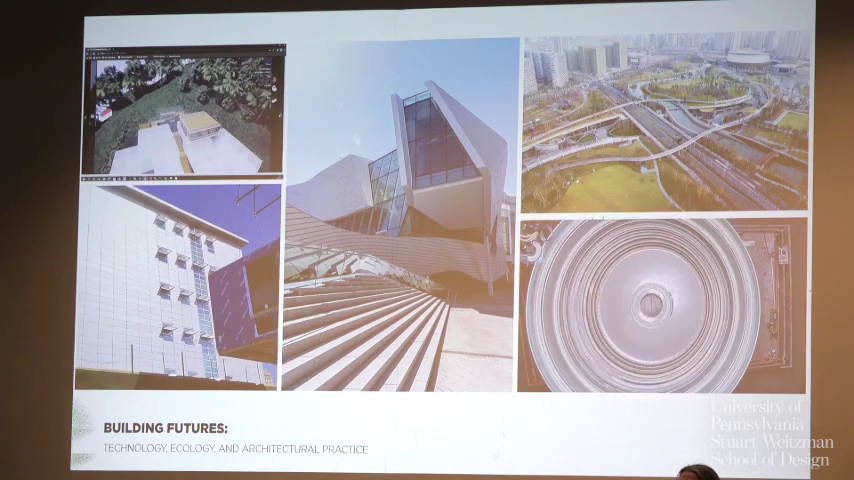 BUILDING FUTURES:
TECHNOLOGY, ECOLOGY, AND ARCHITECTURAL PRACTICE
University of
Pennsylvania
Stuart Weitzman
School of Design